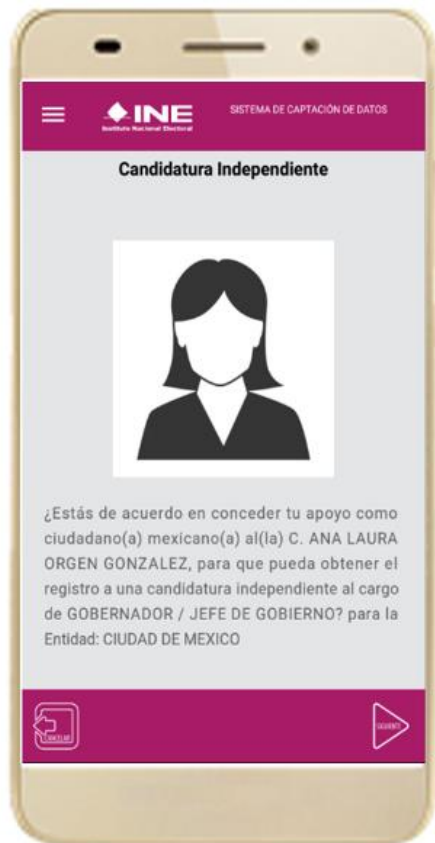 INE
Instituto Nacional Electoral
SISTEMA DE CAPTACIÓN DE DATOS
Candidatura Independiente
¿Estás de acuerdo en conceder tu apoyo como
ciudadano(a) mexicano(a) al(la) C. ANA LAURA
ORGEN GONZALEZ, para que pueda obtener el
registro a una candidatura independiente al cargo
de GOBERNADOR / JEFE DE GOBIERNO? para la
Entidad: CIUDAD DE MEXICO
CANCELAR
SIGUIENTE